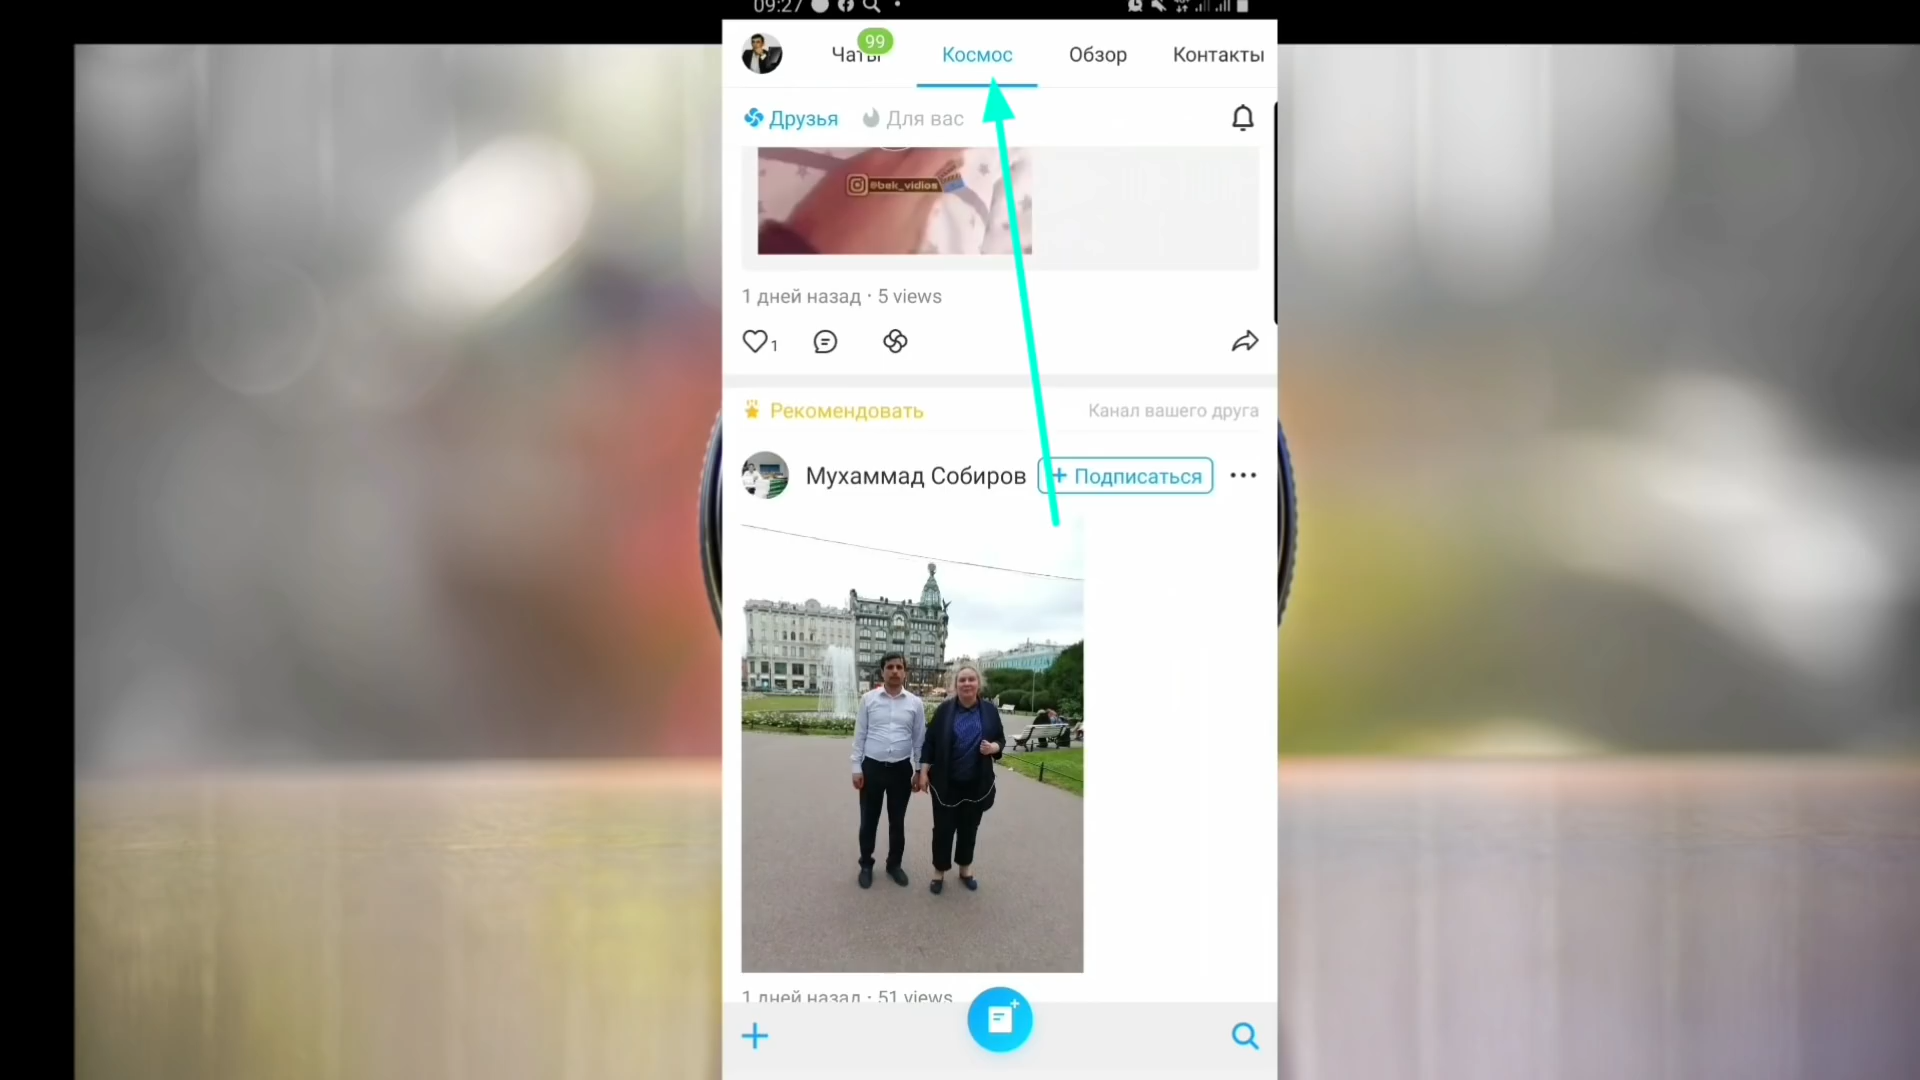 09:27
Чаты 99 Космос Обзор Контакты
Друзья Для вас
@bek_vidios
1 дней назад · 5 views
1
Рекомендовать Канал вашего друга
Мухаммад Собиров + Подписаться
1 дней назад · 51 views